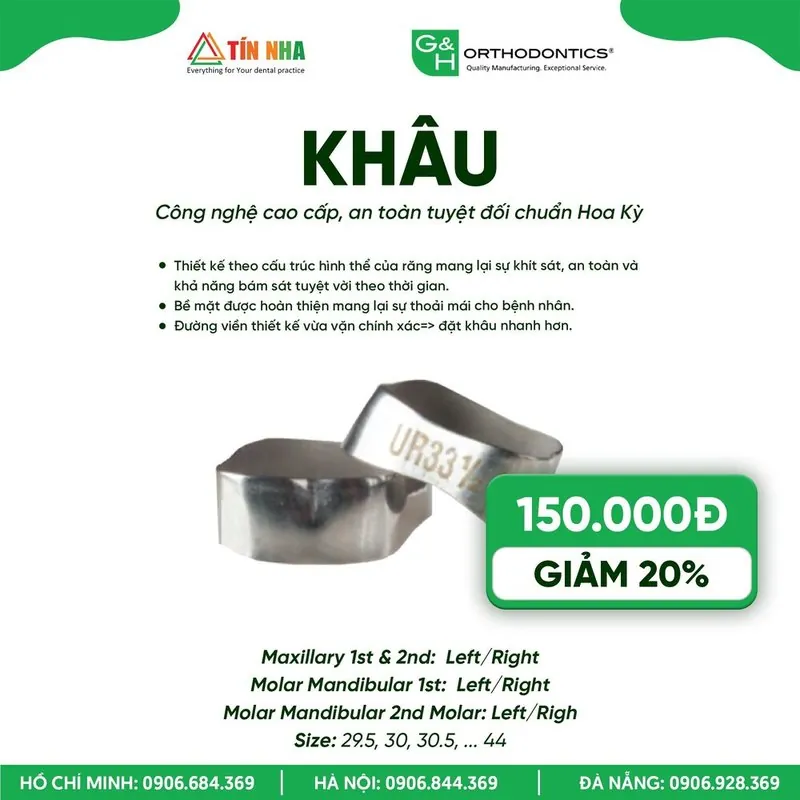 TÍN NHA
Everything for Your dental practice
G&H ORTHODONTICS®
Quality Manufacturing. Exceptional Service.
KHÂU
Công nghệ cao cấp, an toàn tuyệt đối chuẩn Hoa Kỳ
• Thiết kế theo cấu trúc hình thể của răng mang lại sự khít sát, an toàn và
khả năng bám sát tuyệt vời theo thời gian.
• Bề mặt được hoàn thiện mang lại sự thoải mái cho bệnh nhân.
• Đường viền thiết kế vừa vặn chính xác=> đặt khâu nhanh hơn.
UR33 ½
150.000Đ
GIẢM 20%
Maxillary 1st & 2nd: Left/Right
Molar Mandibular 1st: Left/Right
Molar Mandibular 2nd Molar: Left/Righ
Size: 29.5, 30, 30.5, ... 44
HỒ CHÍ MINH: 0906.684.369 | HÀ NỘI: 0906.844.369 | ĐÀ NẴNG: 0906.928.369